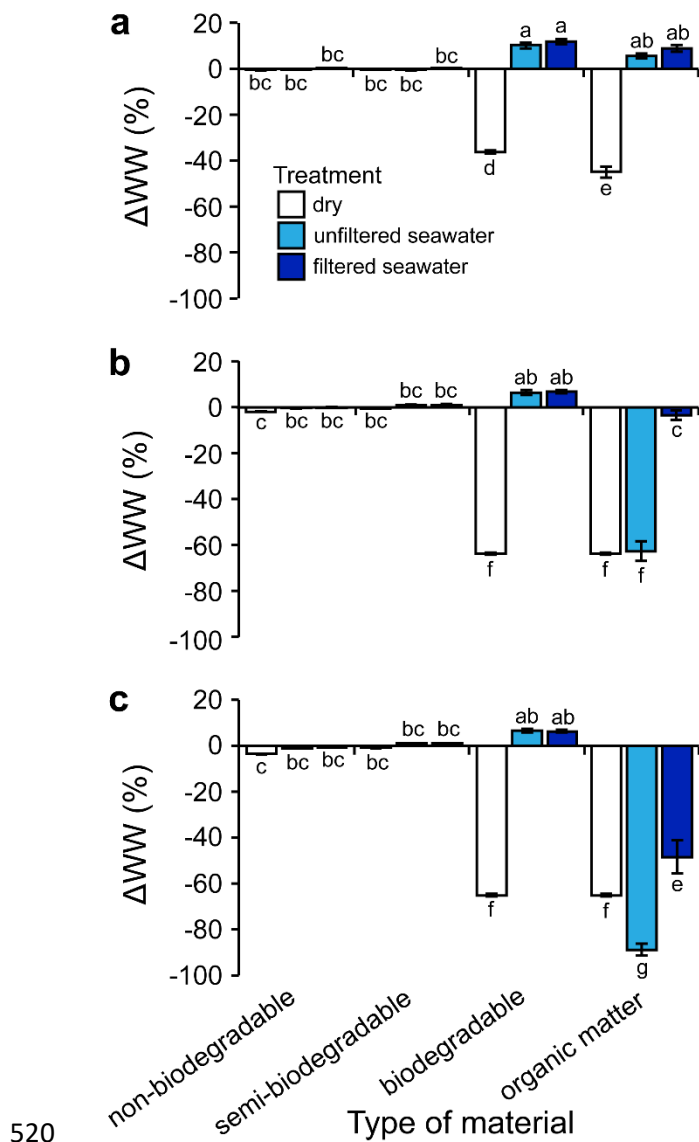 a
20
0
-20
-40
-60
-80
-100
ΔWW (%)
bc bc bc bc bc bc d a a e ab ab
Treatment
dry
unfiltered seawater
filtered seawater
b
20
0
-20
-40
-60
-80
-100
ΔWW (%)
c bc bc bc bc bc f ab ab f f c
c
20
0
-20
-40
-60
-80
-100
ΔWW (%)
c bc bc bc bc bc f ab ab f g e
non-biodegradable
semi-biodegradable
biodegradable
organic matter
520
Type of material